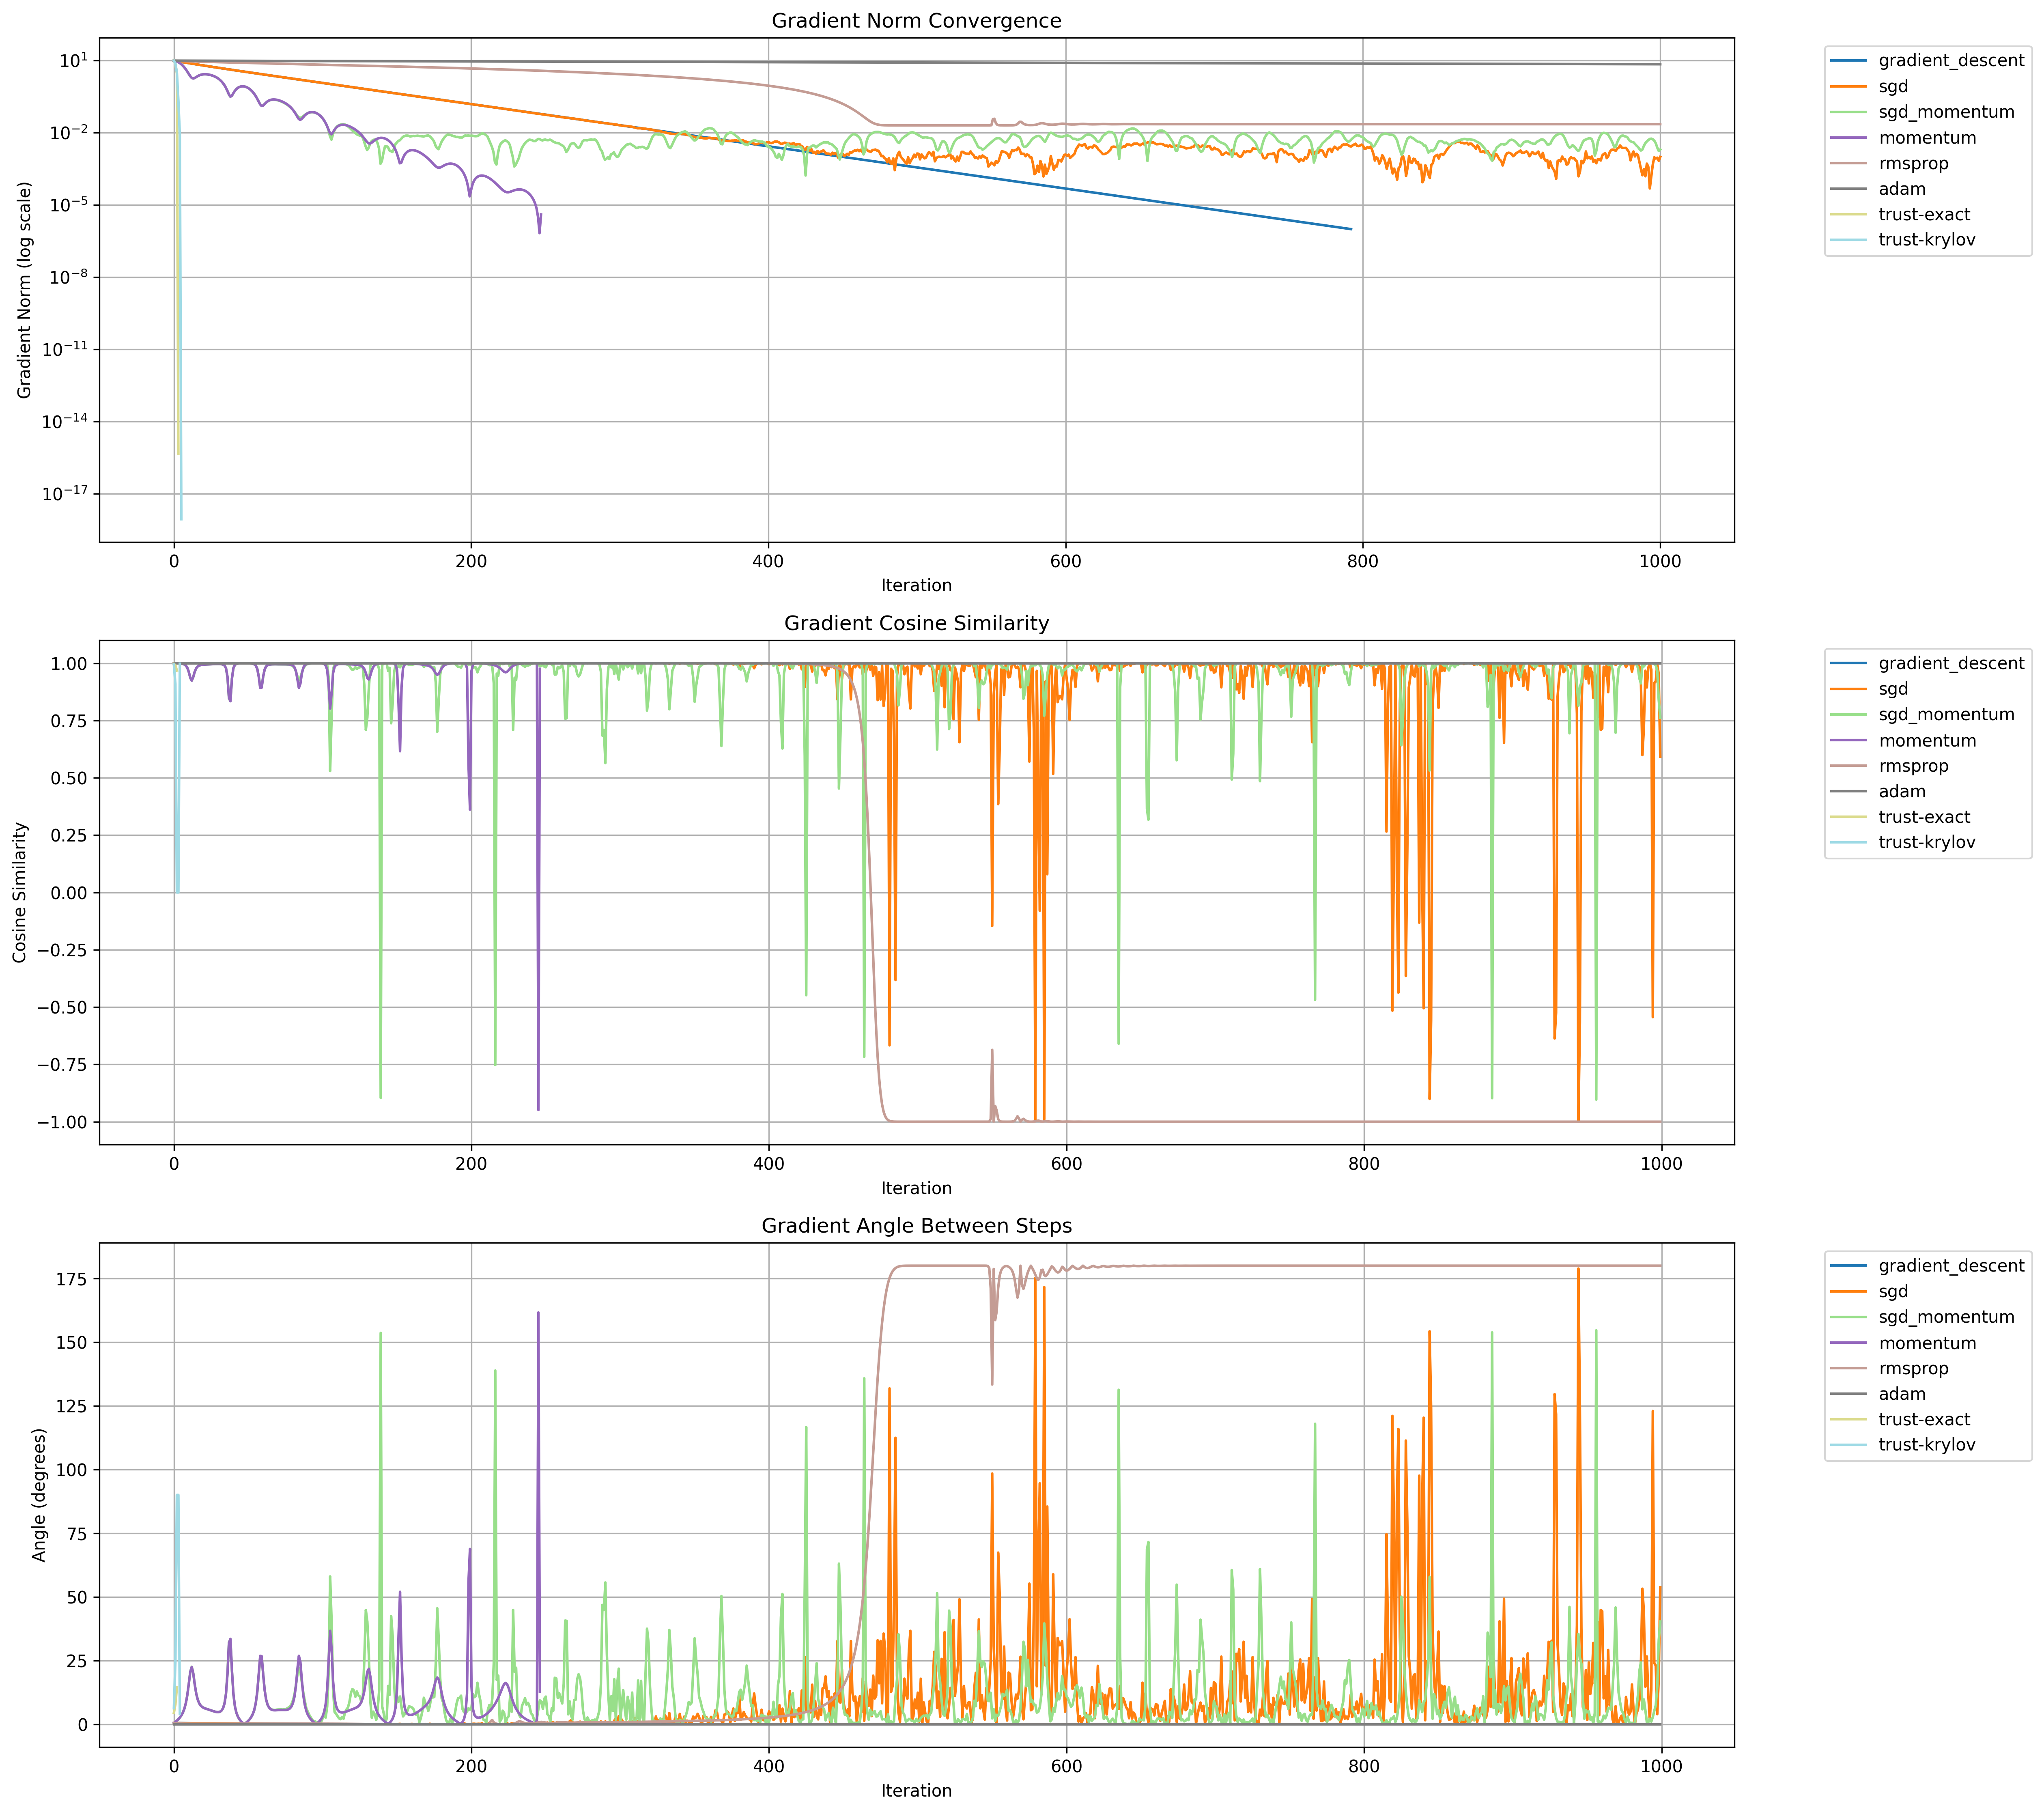 Gradient Norm Convergence
Gradient Norm (log scale)
10^1
10^-2
10^-5
10^-8
10^-11
10^-14
10^-17
0 200 400 600 800 1000
Iteration
gradient_descent
sgd
sgd_momentum
momentum
rmsprop
adam
trust-exact
trust-krylov
Gradient Cosine Similarity
Cosine Similarity
1.00
0.75
0.50
0.25
0.00
−0.25
−0.50
−0.75
−1.00
0 200 400 600 800 1000
Iteration
gradient_descent
sgd
sgd_momentum
momentum
rmsprop
adam
trust-exact
trust-krylov
Gradient Angle Between Steps
Angle (degrees)
175
150
125
100
75
50
25
0
0 200 400 600 800 1000
Iteration
gradient_descent
sgd
sgd_momentum
momentum
rmsprop
adam
trust-exact
trust-krylov